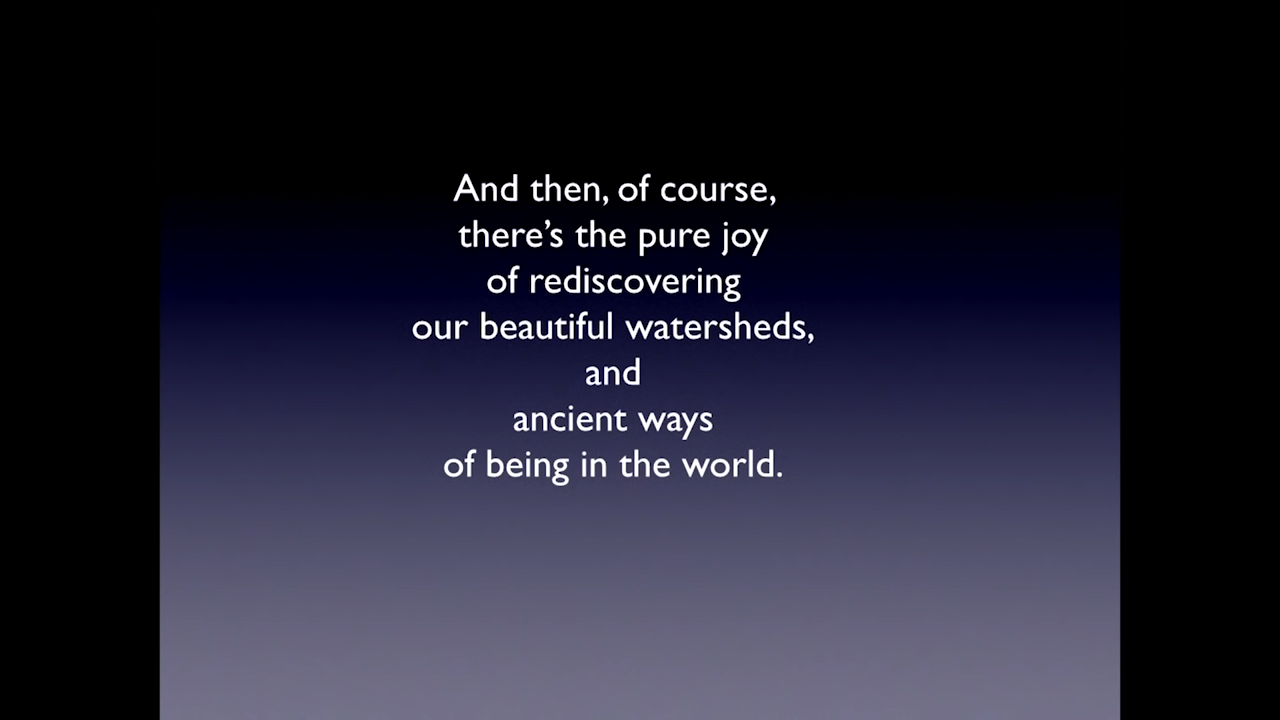 And then, of course,
there’s the pure joy
of rediscovering
our beautiful watersheds,
and
ancient ways
of being in the world.